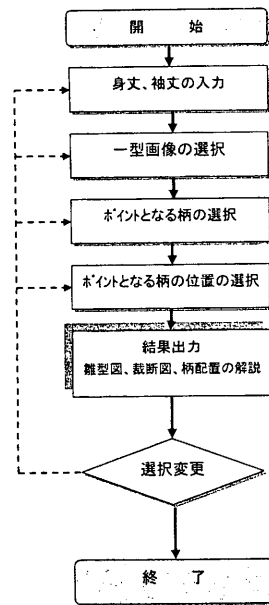 開　始
身丈、袖丈の入力
一型画像の選択
ポイントとなる柄の選択
ポイントとなる柄の位置の選択
結果出力
雛型図、裁断図、柄配置の解説
選択変更
終　了